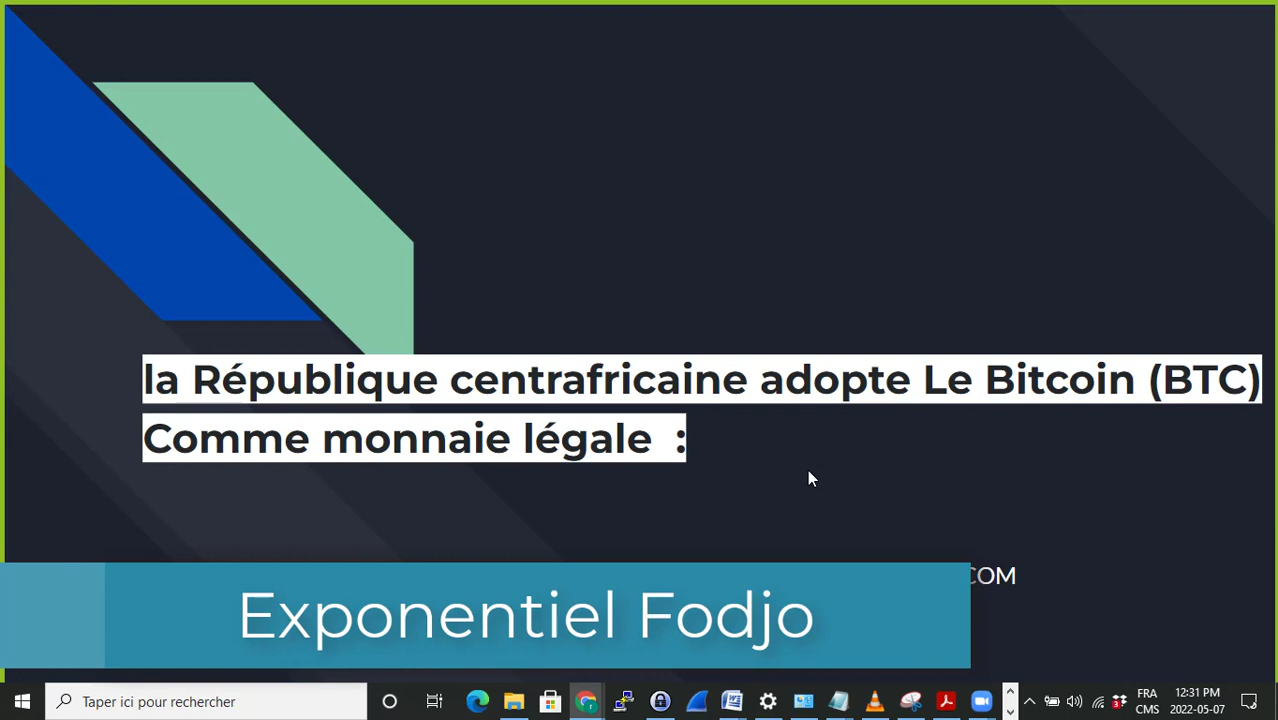 la République centrafricaine adopte Le Bitcoin (BTC)
Comme monnaie légale :
COM
Exponentiel Fodjo
Taper ici pour rechercher
FRA
CMS
12:31 PM
2022-05-07